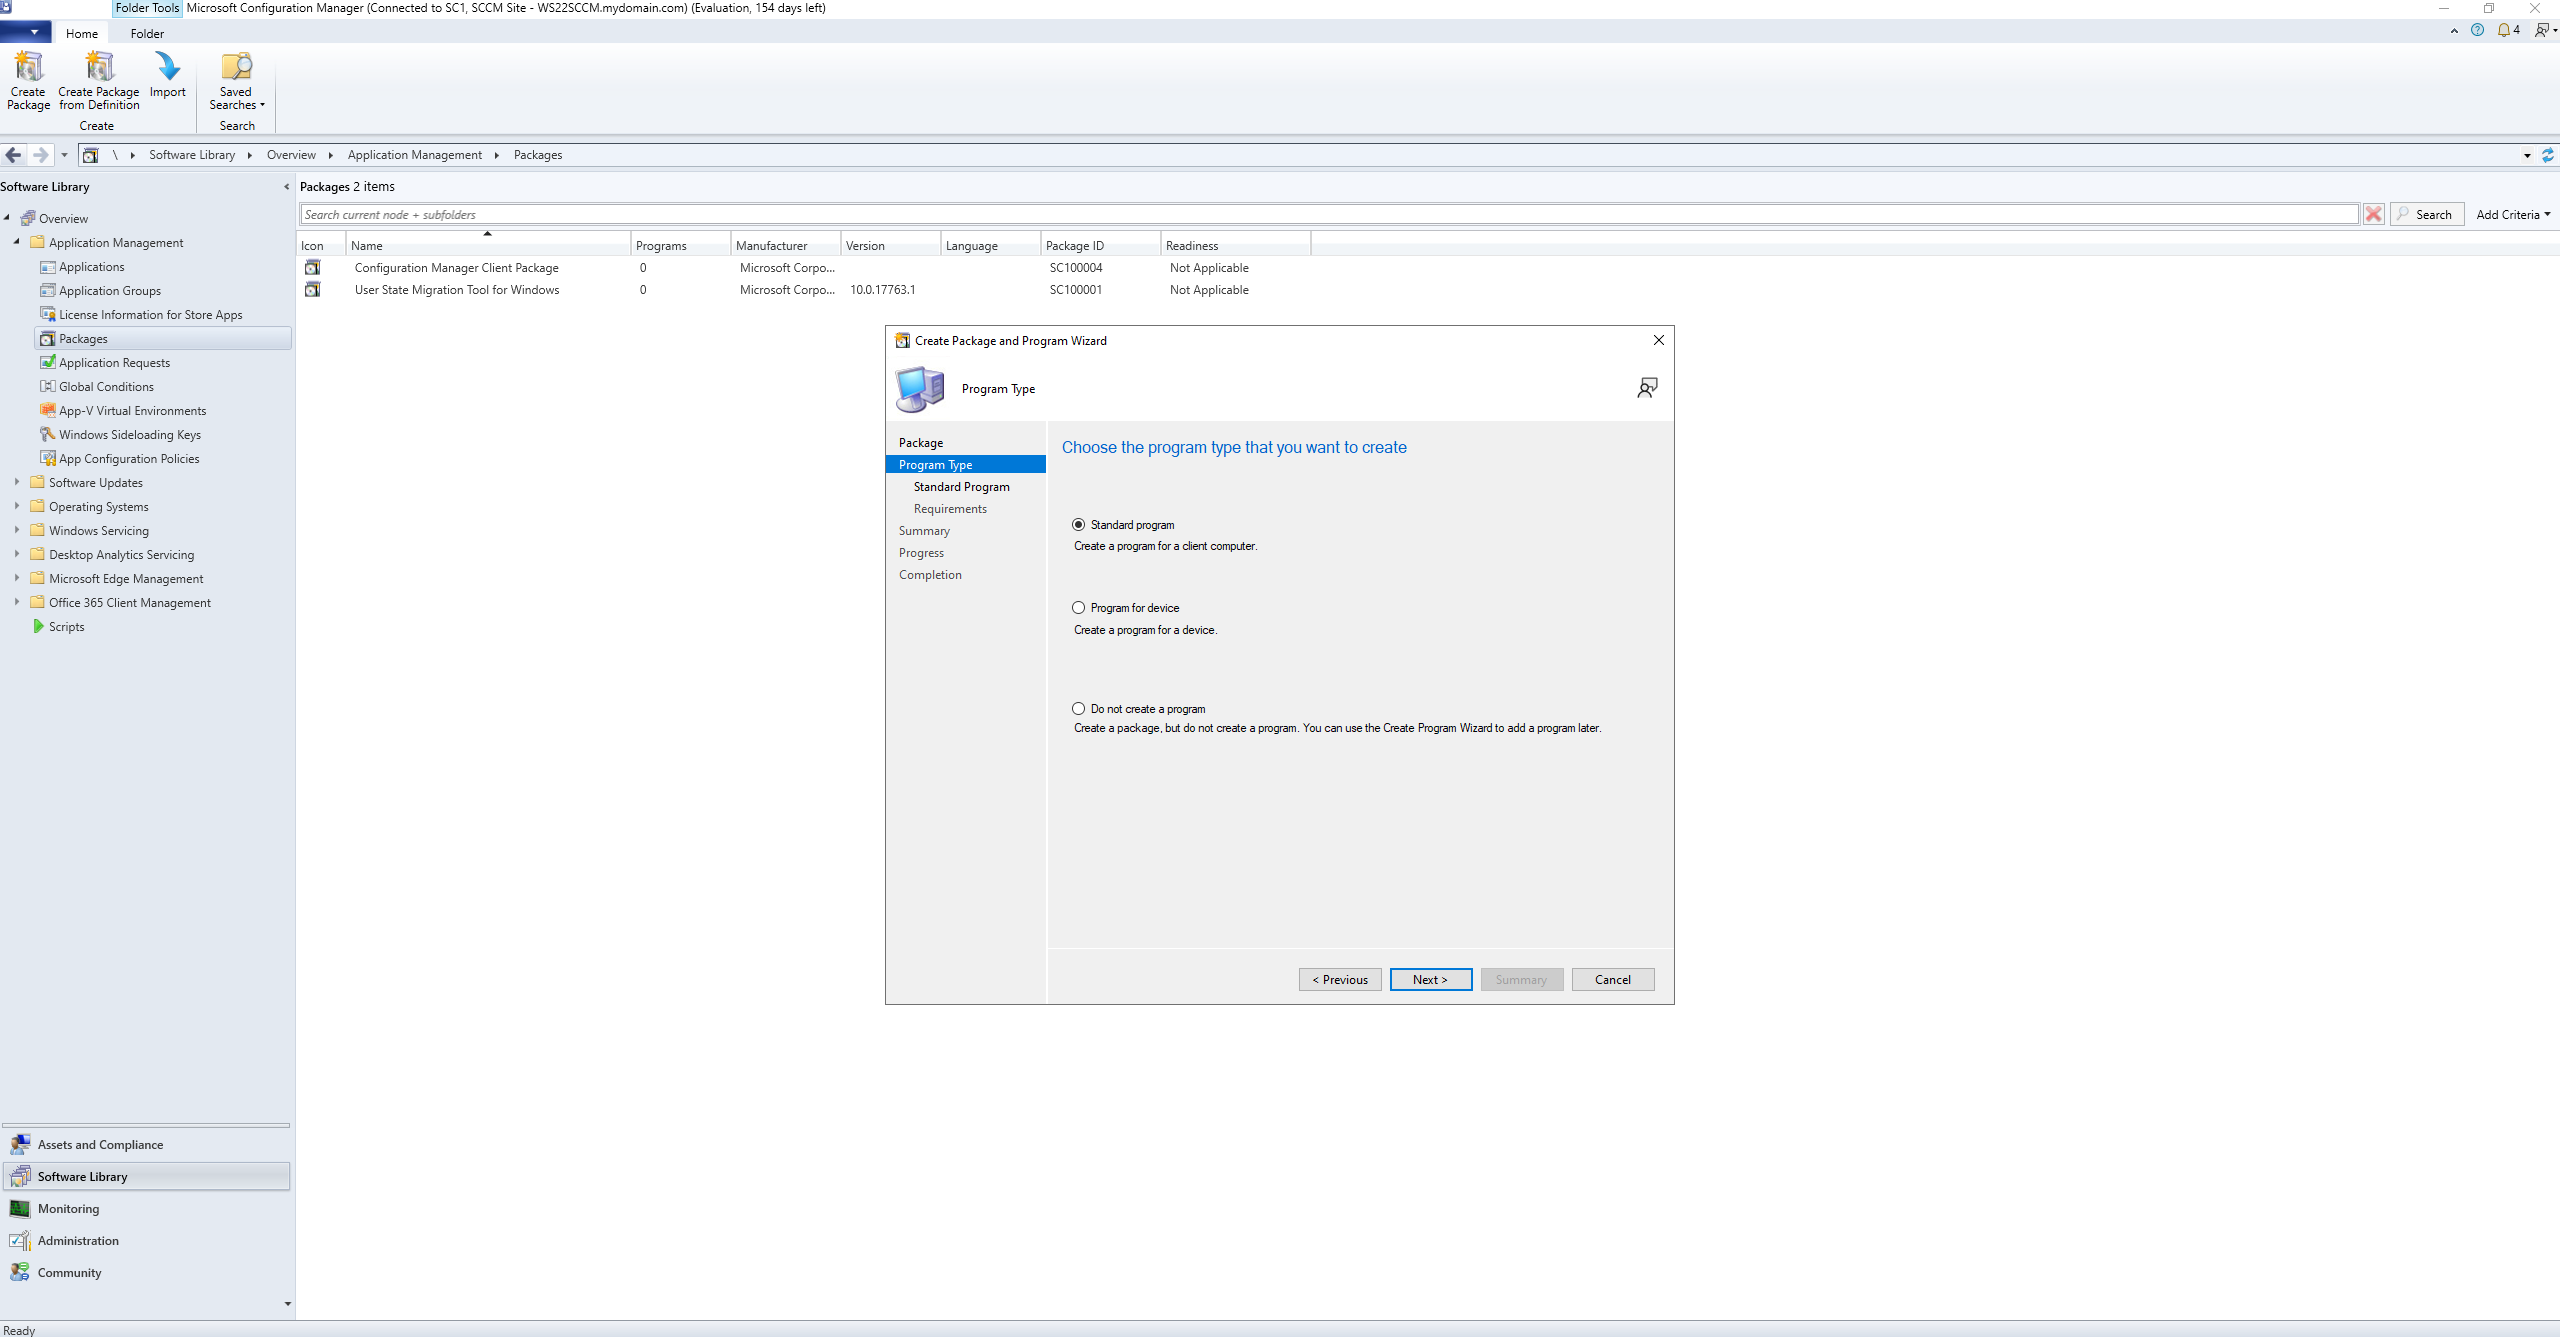 Folder Tools Microsoft Configuration Manager (Connected to SC1, SCCM Site - WS22SCCM.mydomain.com) (Evaluation, 154 days left)
Home Folder
4
Create Package
Create Package from Definition
Import
Saved Searches
Create Search
\ Software Library Overview Application Management Packages
Software Library
Overview
Application Management
Applications
Application Groups
License Information for Store Apps
Packages
Application Requests
Global Conditions
App-V Virtual Environments
Windows Sideloading Keys
App Configuration Policies
Software Updates
Operating Systems
Windows Servicing
Desktop Analytics Servicing
Microsoft Edge Management
Office 365 Client Management
Scripts
Assets and Compliance
Software Library
Monitoring
Administration
Community
Packages 2 items
Search current node + subfolders
Search Add Criteria
Icon Name Programs Manufacturer Version Language Package ID Readiness
Configuration Manager Client Package 0 Microsoft Corpo... SC100004 Not Applicable
User State Migration Tool for Windows 0 Microsoft Corpo... 10.0.17763.1 SC100001 Not Applicable
Create Package and Program Wizard
Program Type
Package
Program Type
Standard Program
Requirements
Summary
Progress
Completion
Choose the program type that you want to create
Standard program
Create a program for a client computer.
Program for device
Create a program for a device.
Do not create a program
Create a package, but do not create a program. You can use the Create Program Wizard to add a program later.
< Previous Next > Summary Cancel
Ready